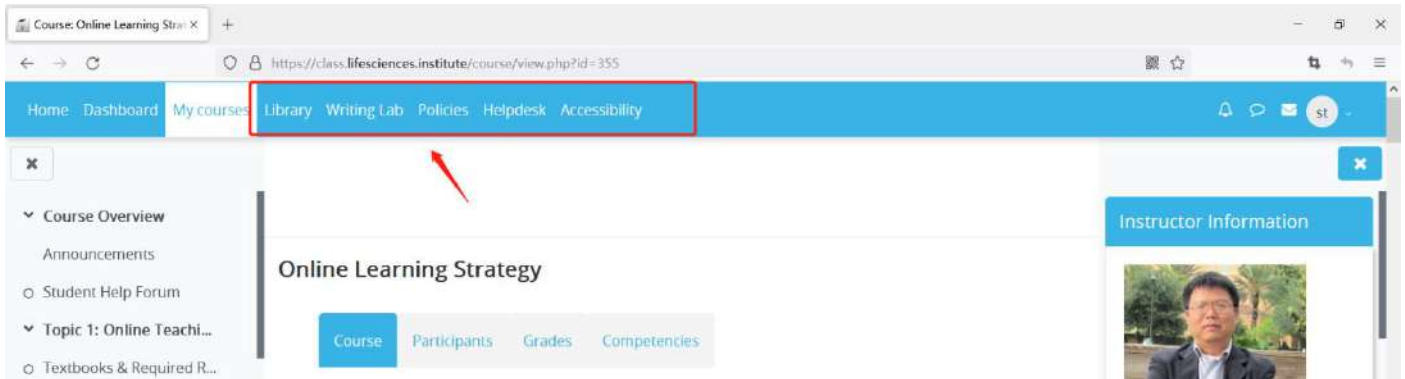 Course: Online Learning Stra
https://class.lifesciences.institute/course/view.php?id=355
Home Dashboard My courses Library Writing Lab Policies Helpdesk Accessibility
st
Course Overview
Announcements
Student Help Forum
Topic 1: Online Teachi...
Textbooks & Required R...
Online Learning Strategy
Course Participants Grades Competencies
Instructor Information